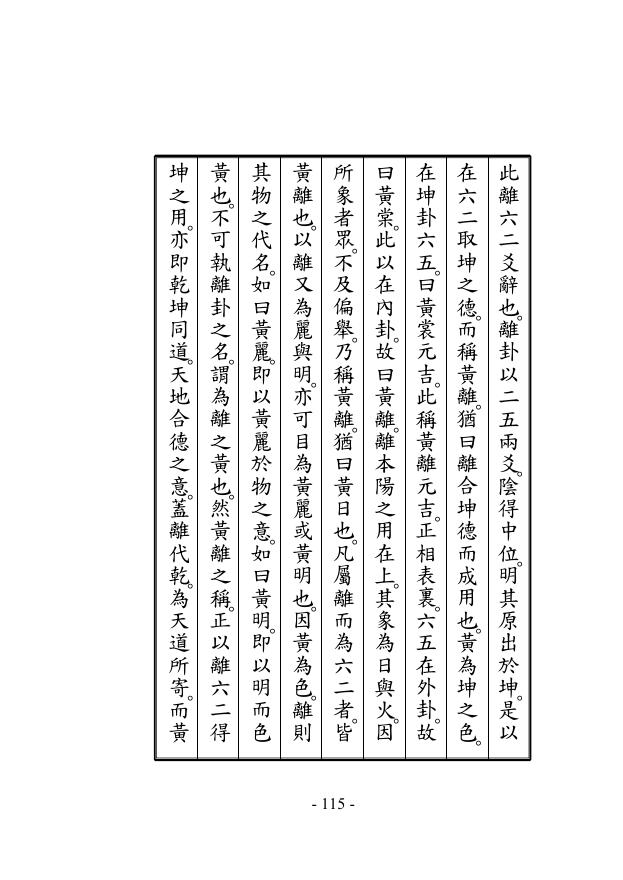 此離六二爻辭也。離卦以二五兩爻。陰得中位。明其原出於坤。是以
在六二取坤之德。而稱黃離。猶曰離合坤德而成用也。黃為坤之色。
在坤卦六五。曰黃裳元吉。此稱黃離元吉。正相表裏。六五在外卦。故
曰黃棠。此以在內卦。故曰黃離。離本陽之用在上。其象為日與火。因
所象者眾。不及偏舉。乃稱黃離。猶曰黃日也。凡屬離而為六二者。皆
黃離也。以離又為麗與明。亦可目為黃麗或黃明也。因黃為色。離則
其物之代名。如曰黃麗。即以黃麗於物之意。如曰黃明。即以明而色
黃也。不可執離卦之名。謂為離之黃也。然黃離之稱。正以離六二得
坤之用。亦即乾坤同道。天地合德之意。蓋離代乾。為天道所寄。而黃
- 115 -